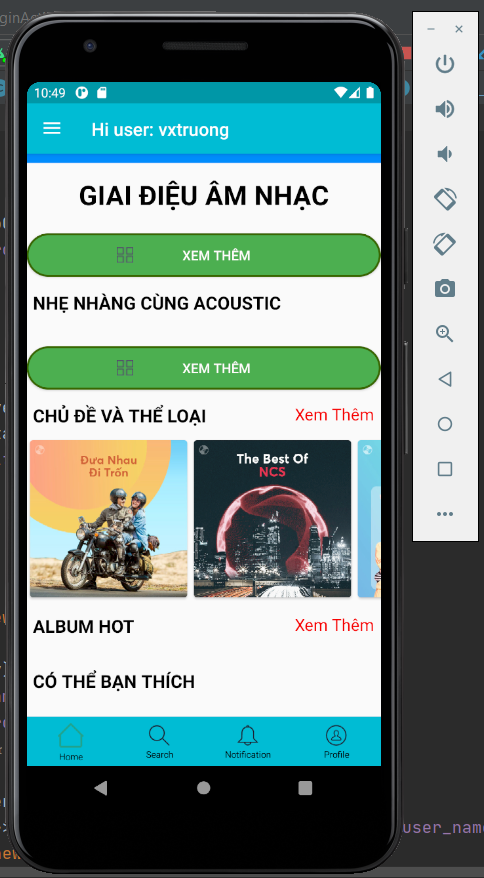 10:49
Hi user: vxtruong
GIAI ĐIỆU ÂM NHẠC
XEM THÊM
NHẸ NHÀNG CÙNG ACOUSTIC
XEM THÊM
CHỦ ĐỀ VÀ THỂ LOẠI Xem Thêm
Đưa Nhau
Đi Trốn
The Best Of
NCS
ALBUM HOT Xem Thêm
CÓ THỂ BẠN THÍCH
Home Search Notification Profile
user_name